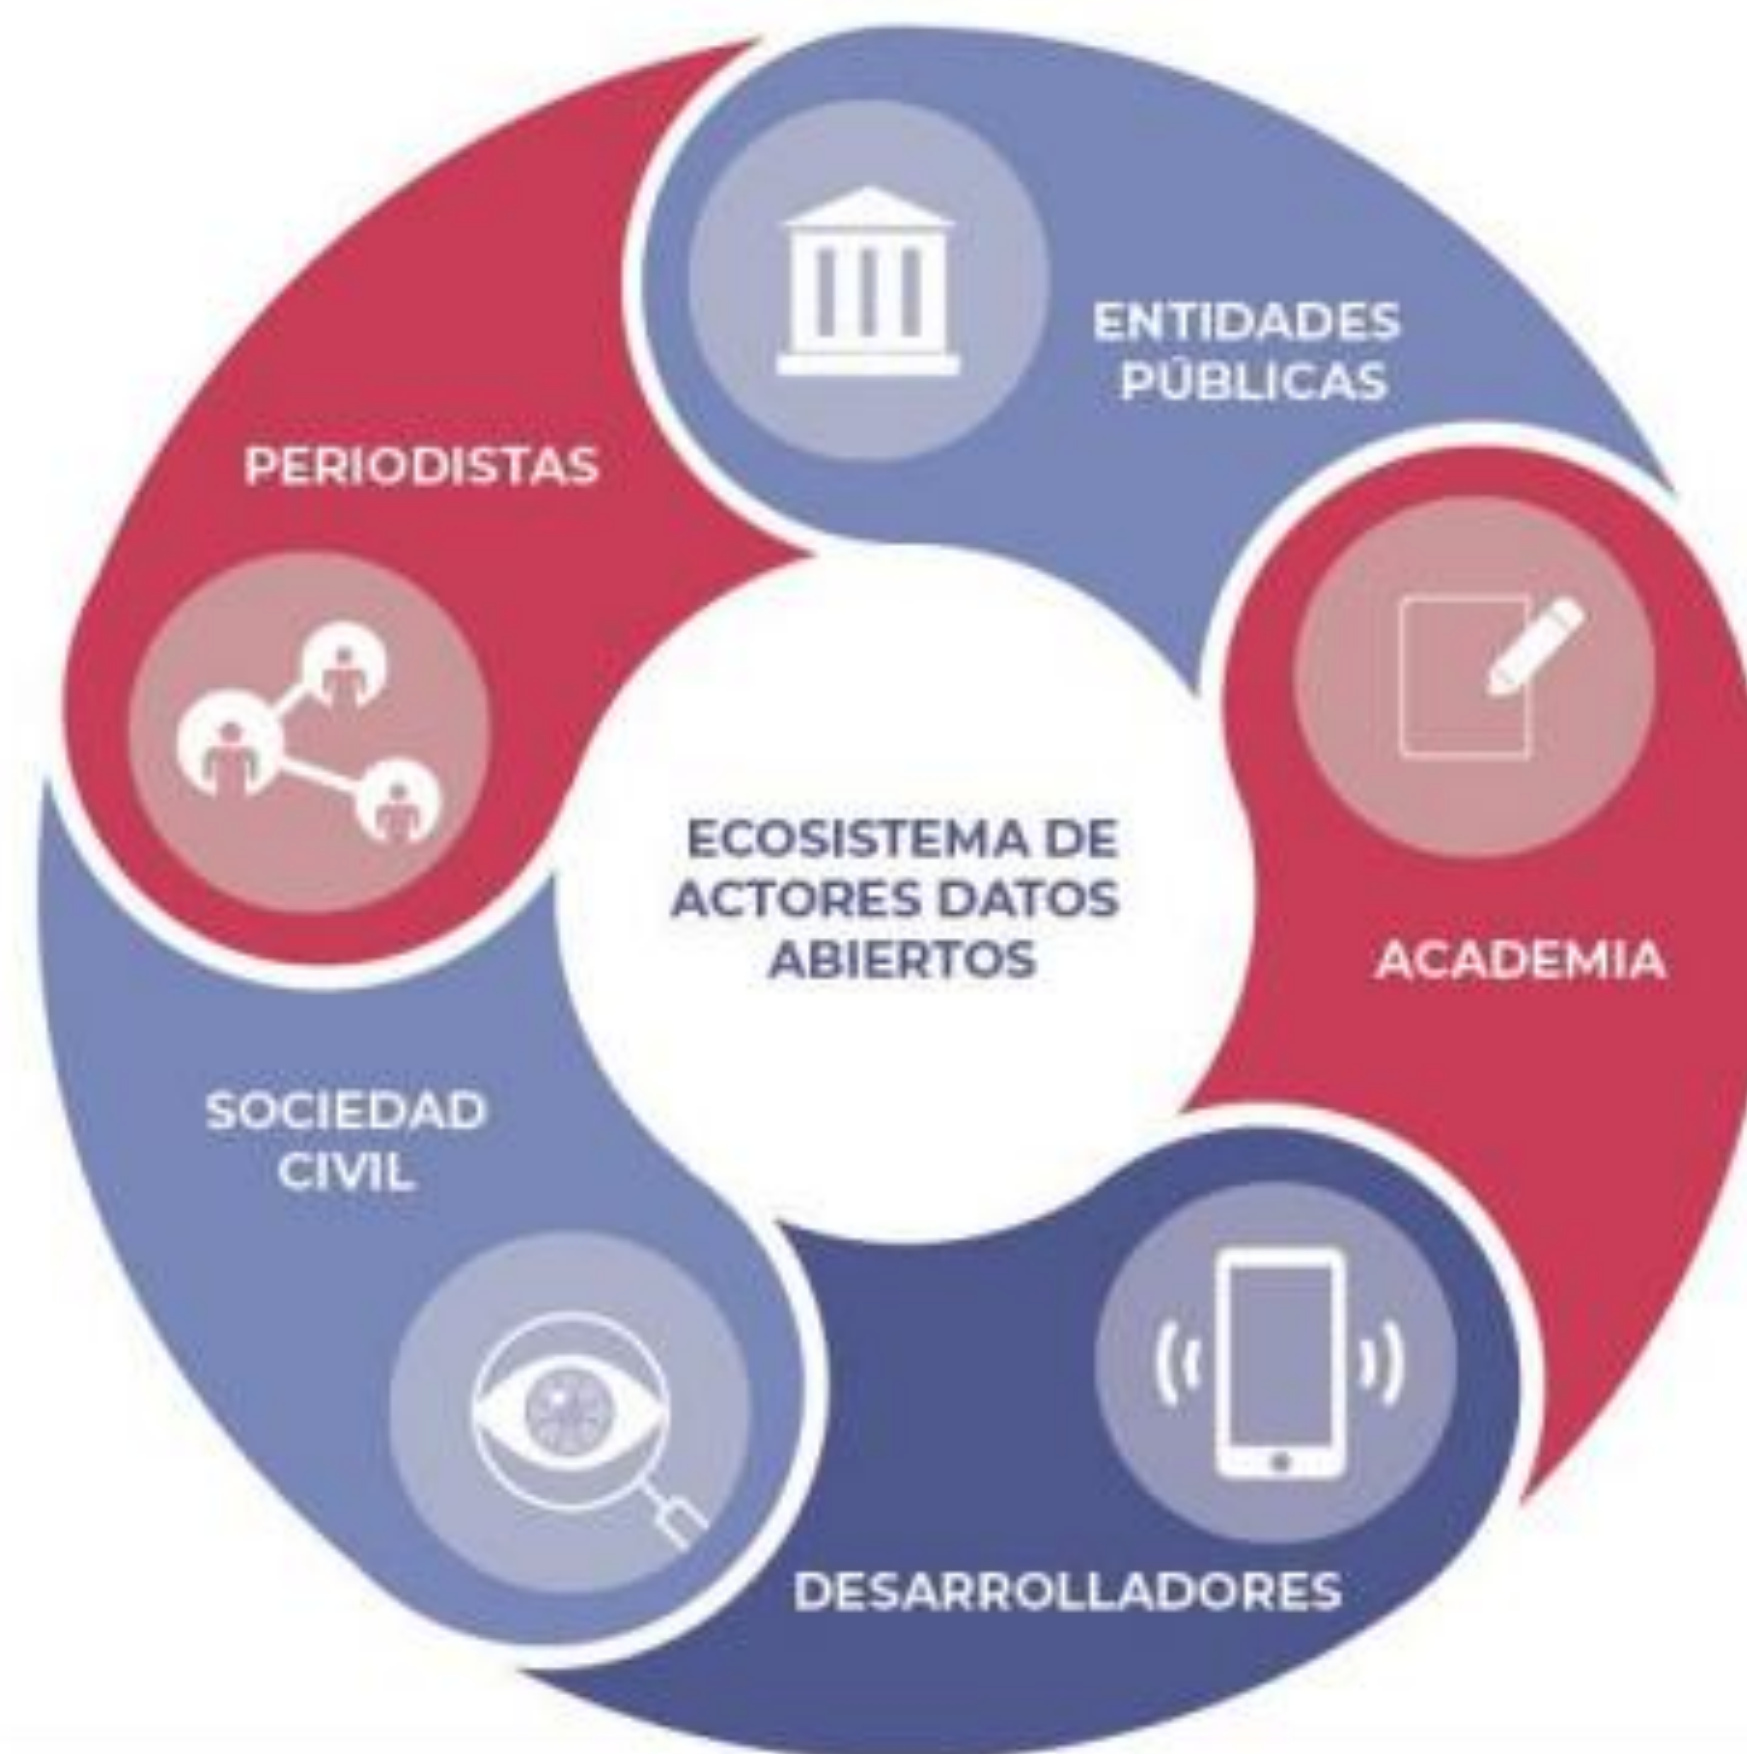 ENTIDADES
PÚBLICAS
PERIODISTAS
ECOSISTEMA DE
ACTORES DATOS
ABIERTOS
ACADEMIA
SOCIEDAD
CIVIL
DESARROLLADORES